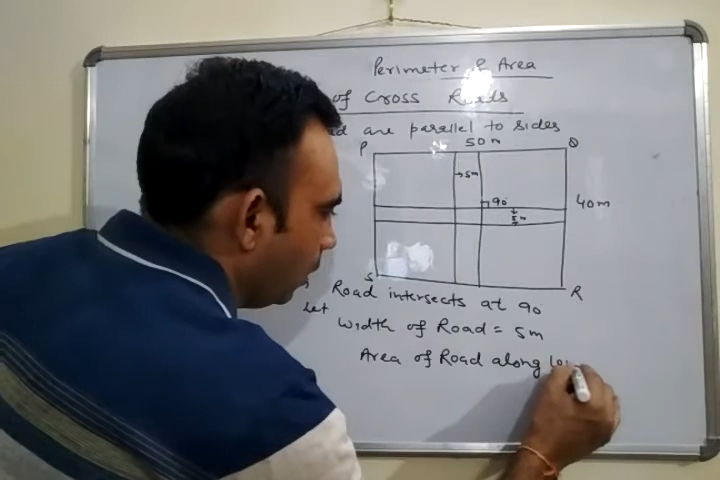 Perimeter & Area
of Cross Roads
are parallel to sides
50 m
P Q
→5m
90°
40m
5m
S
R
Road intersects at 90°
Let
Width of Road = 5m
Area of Road along